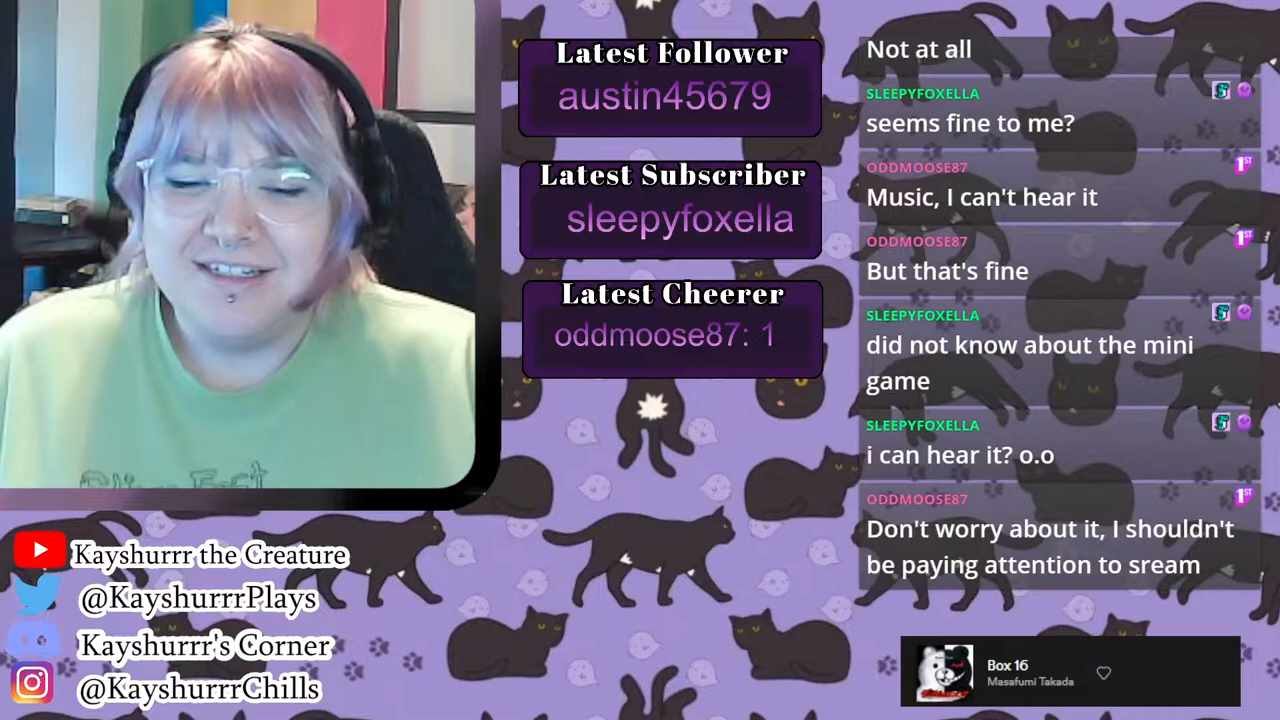 Latest Follower
austin45679
Latest Subscriber
sleepyfoxella
Latest Cheerer
oddmoose87: 1
Not at all
SLEEPYFOXELLA
seems fine to me?
ODDMOOSE87
1ST
Music, I can't hear it
ODDMOOSE87
1ST
But that's fine
SLEEPYFOXELLA
did not know about the mini
game
SLEEPYFOXELLA
i can hear it? o.o
ODDMOOSE87
1ST
Don't worry about it, I shouldn't
be paying attention to sream
Kayshurrr the Creature
@KayshurrrPlays
Kayshurrr's Corner
@KayshurrrChills
Box 16
Masafumi Takada